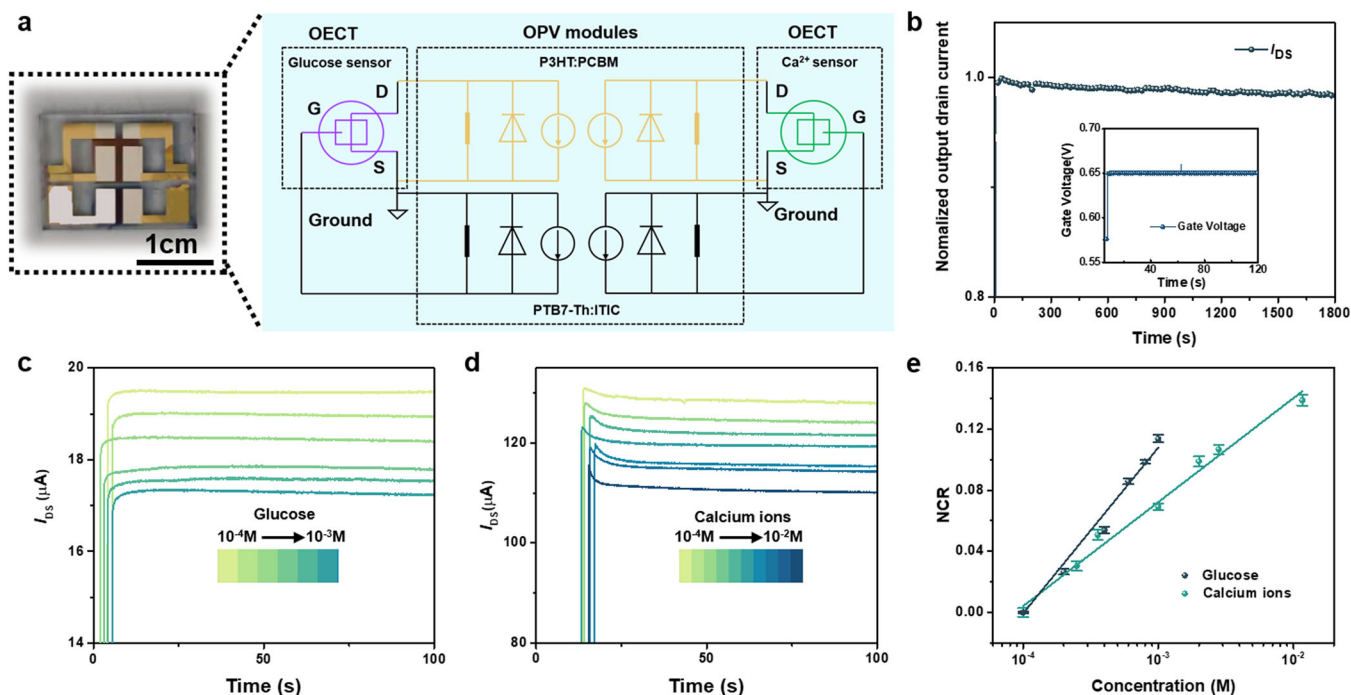 a
OECT
OPV modules
OECT
Glucose sensor
P3HT:PCBM
Ca²⁺ sensor
D
D
G
G
S
S
Ground
Ground
PTB7-Th:ITIC
1cm
b
Nomalized output drain current
1.0
0.8
I_DS
0.70
0.65
0.60
0.55
Gate Voltage(V)
Gate Voltage
40 80 120
Time (s)
0 300 600 900 1200 1500 1800
Time (s)
c
I_DS (μA)
20
19
18
17
16
15
14
Glucose
10⁻⁴M 10⁻³M
0 50 100
Time (s)
d
I_DS(μA)
120
100
80
Calcium ions
10⁻⁴M 10⁻²M
0 50 100
Time (s)
e
NCR
0.16
0.12
0.08
0.04
0.00
Glucose
Calcium ions
10⁻⁴ 10⁻³ 10⁻²
Concentration (M)